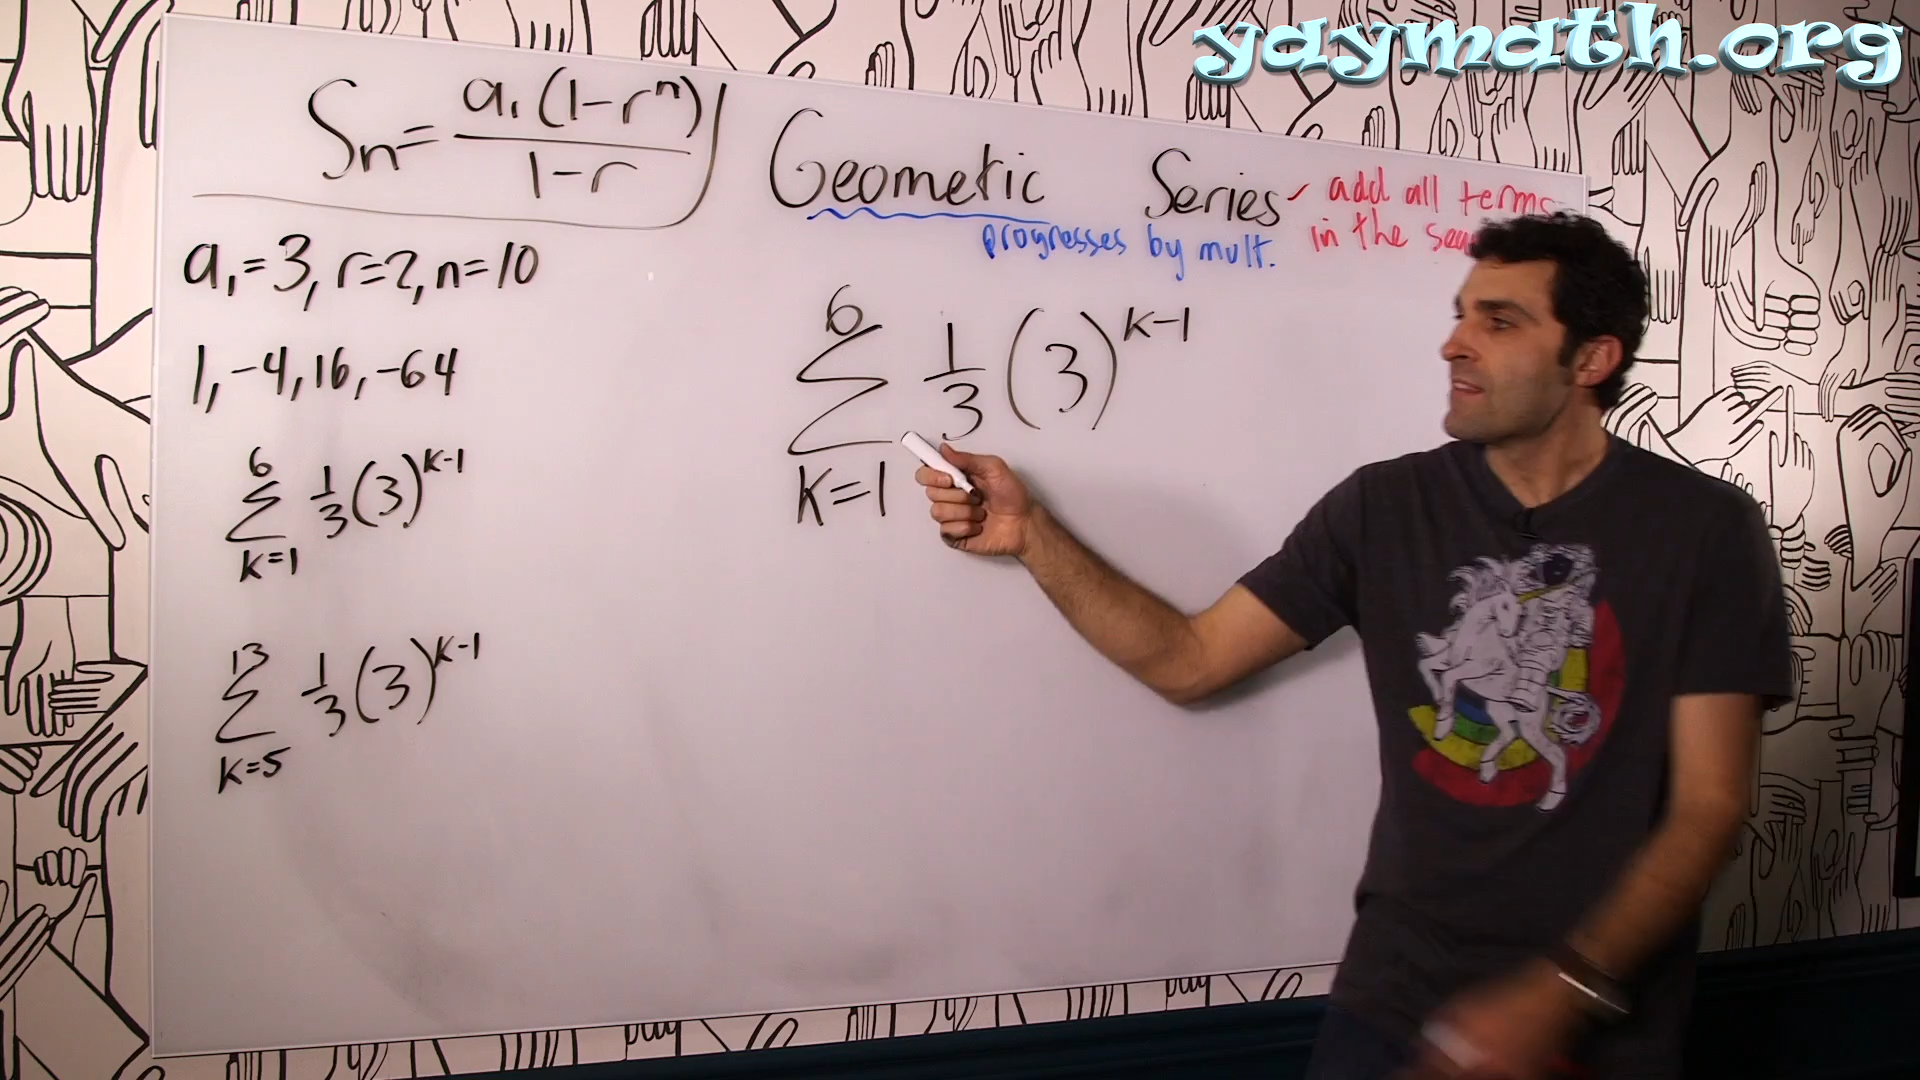 yaymath.org
Sn = a₁(1-rⁿ) / 1-r
Geometric Series - add all terms
progresses by mult. in the
a₁=3, r=2, n=10
1, -4, 16, -64
6
Σ 1/3 (3)^(k-1)
k=1
13
Σ 1/3 (3)^(k-1)
k=5
6
Σ 1/3 (3)^(k-1)
k=1